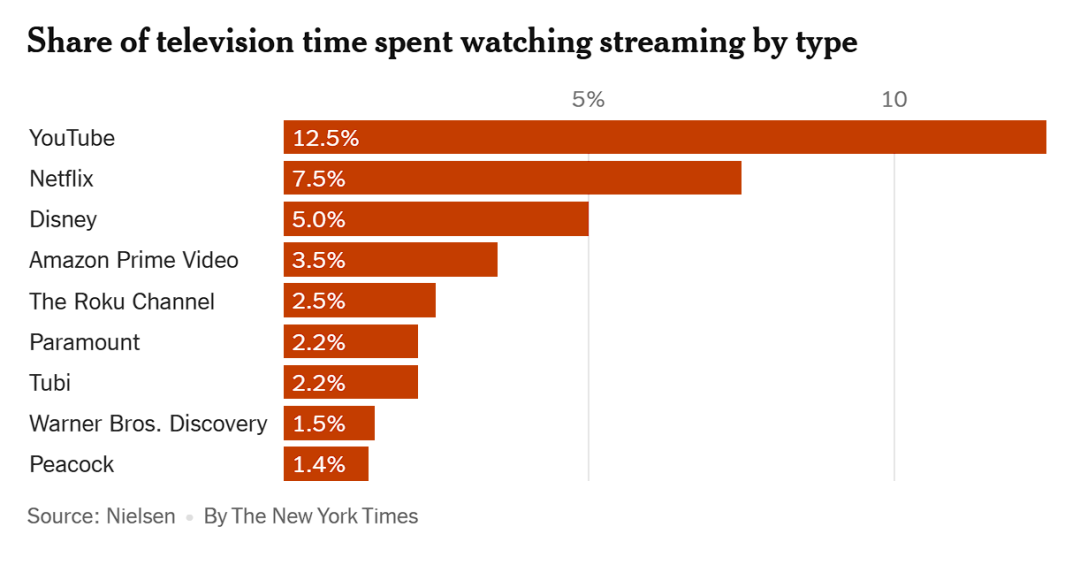 Share of television time spent watching streaming by type
5% 10
YouTube 12.5%
Netflix 7.5%
Disney 5.0%
Amazon Prime Video 3.5%
The Roku Channel 2.5%
Paramount 2.2%
Tubi 2.2%
Warner Bros. Discovery 1.5%
Peacock 1.4%
Source: Nielsen • By The New York Times